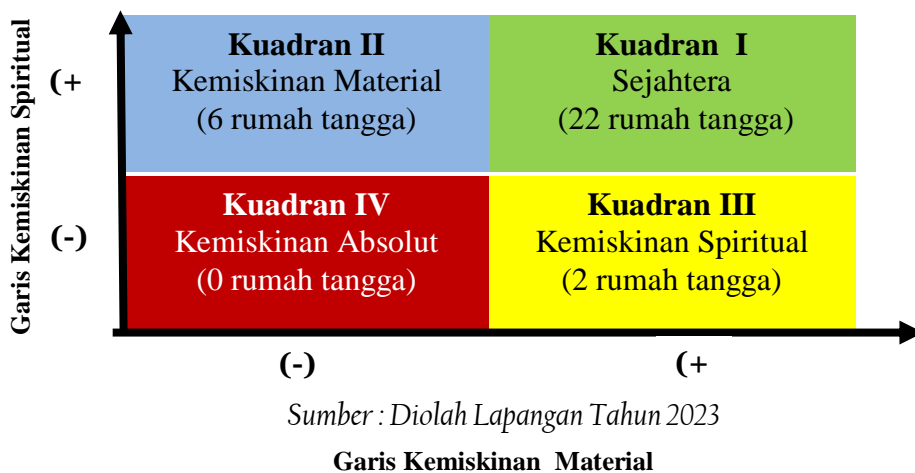 Garis Kemiskinan Spiritual
(+
(-)
Kuadran II
Kemiskinan Material
(6 rumah tangga)
Kuadran I
Sejahtera
(22 rumah tangga)
Kuadran IV
Kemiskinan Absolut
(0 rumah tangga)
Kuadran III
Kemiskinan Spiritual
(2 rumah tangga)
(-)
(+
Sumber : Diolah Lapangan Tahun 2023
Garis Kemiskinan Material